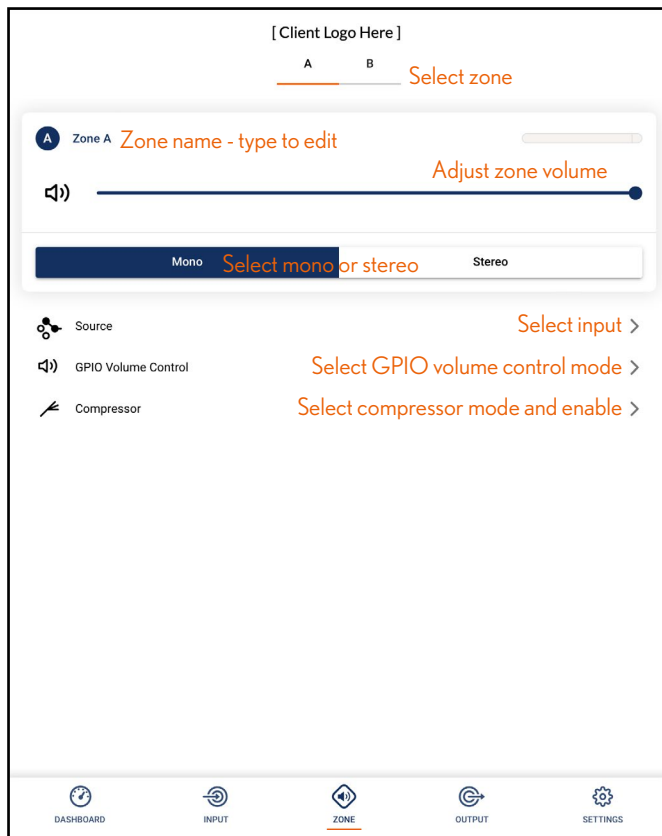 [ Client Logo Here ]
A B
Select zone
A Zone A Zone name - type to edit
Adjust zone volume
Mono Select mono or stereo Stereo
Source Select input
GPIO Volume Control Select GPIO volume control mode
Compressor Select compressor mode and enable
DASHBOARD INPUT ZONE OUTPUT SETTINGS